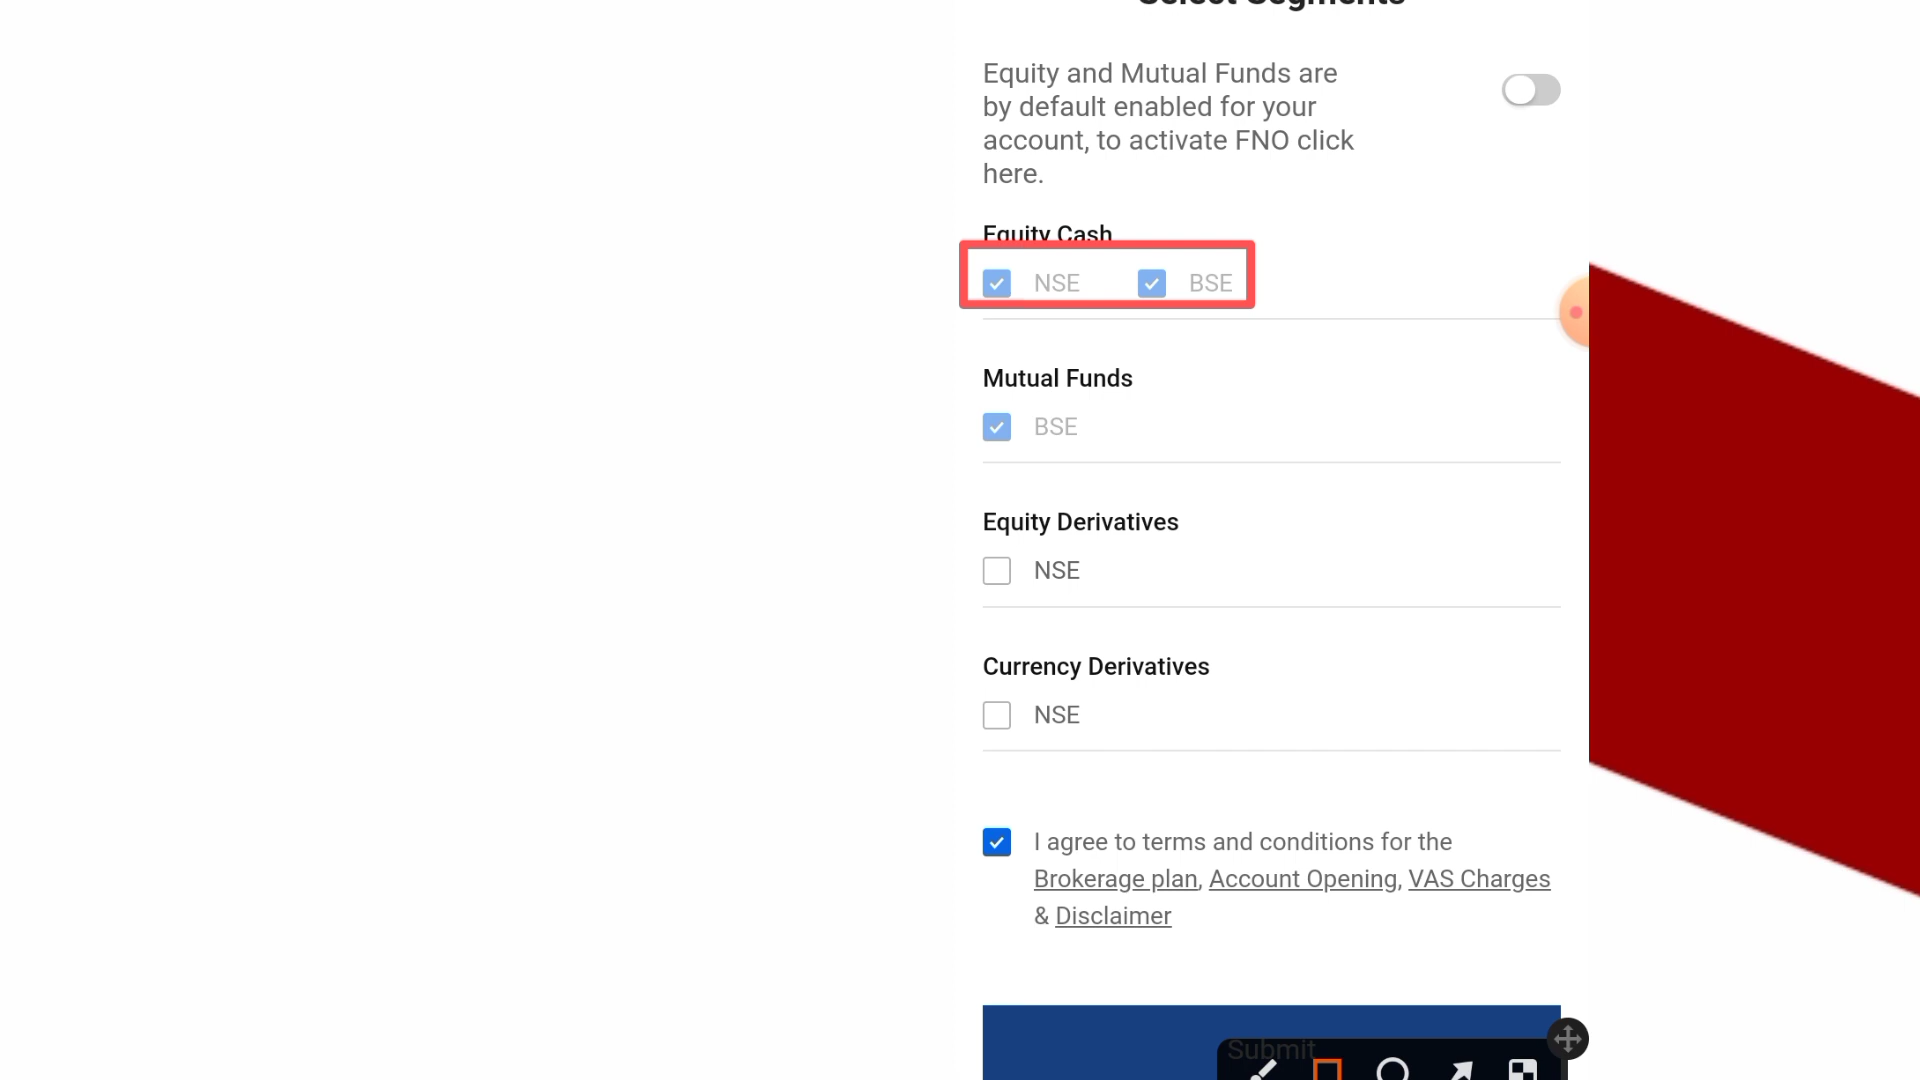 Select Segments
Equity and Mutual Funds are
by default enabled for your
account, to activate FNO click
here.
Equity Cash
NSE BSE
Mutual Funds
BSE
Equity Derivatives
NSE
Currency Derivatives
NSE
I agree to terms and conditions for the
Brokerage plan, Account Opening, VAS Charges
& Disclaimer
Submit